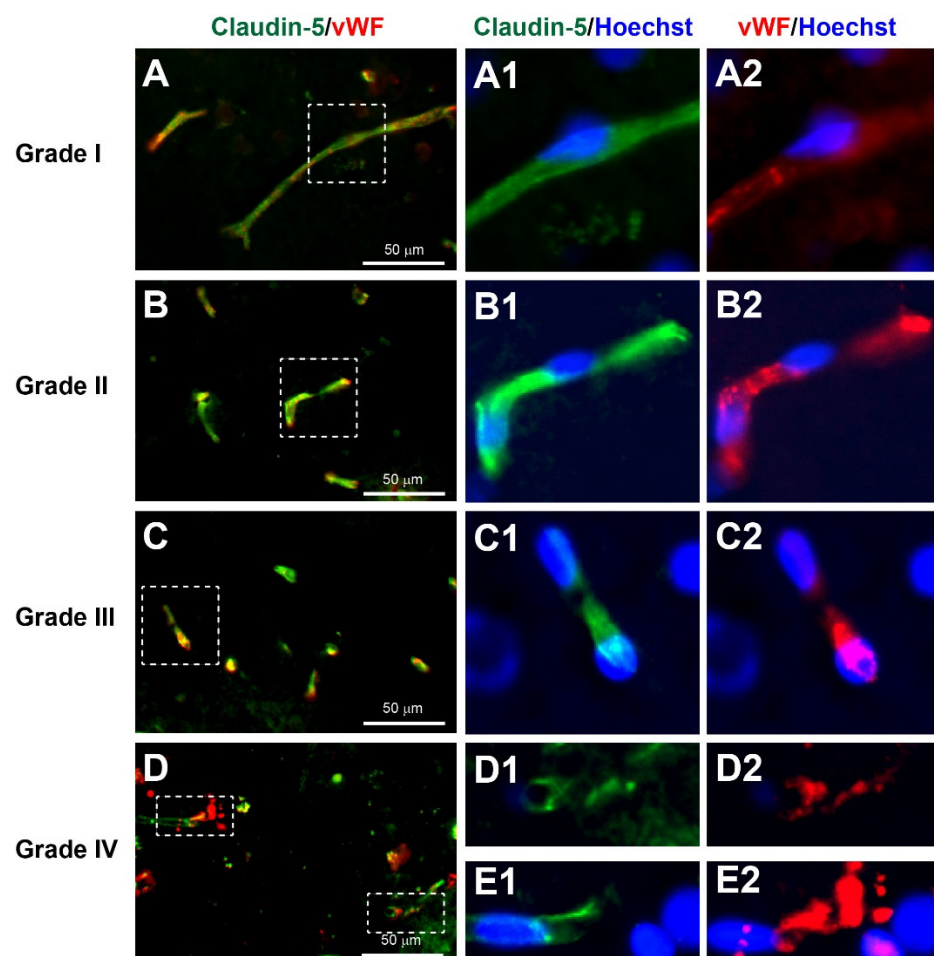 Claudin-5/vWF Claudin-5/Hoechst vWF/Hoechst
Grade I
A A1 A2
50 μm
Grade II
B B1 B2
50 μm
Grade III
C C1 C2
50 μm
Grade IV
D D1 D2
E1 E2
50 μm